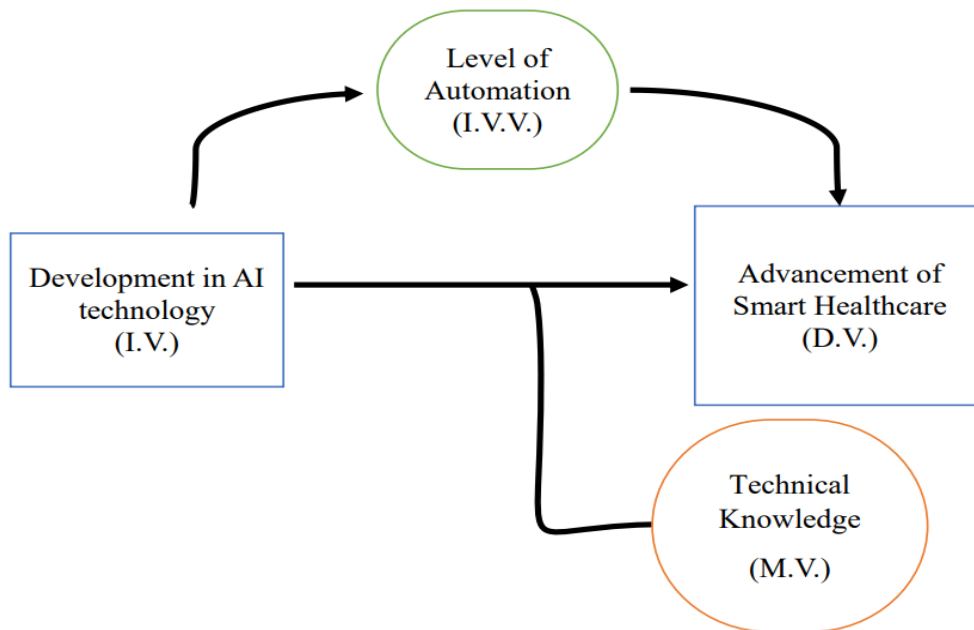 Level of
Automation
(I.V.V.)
Development in AI
technology
(I.V.)
Advancement of
Smart Healthcare
(D.V.)
Technical
Knowledge
(M.V.)